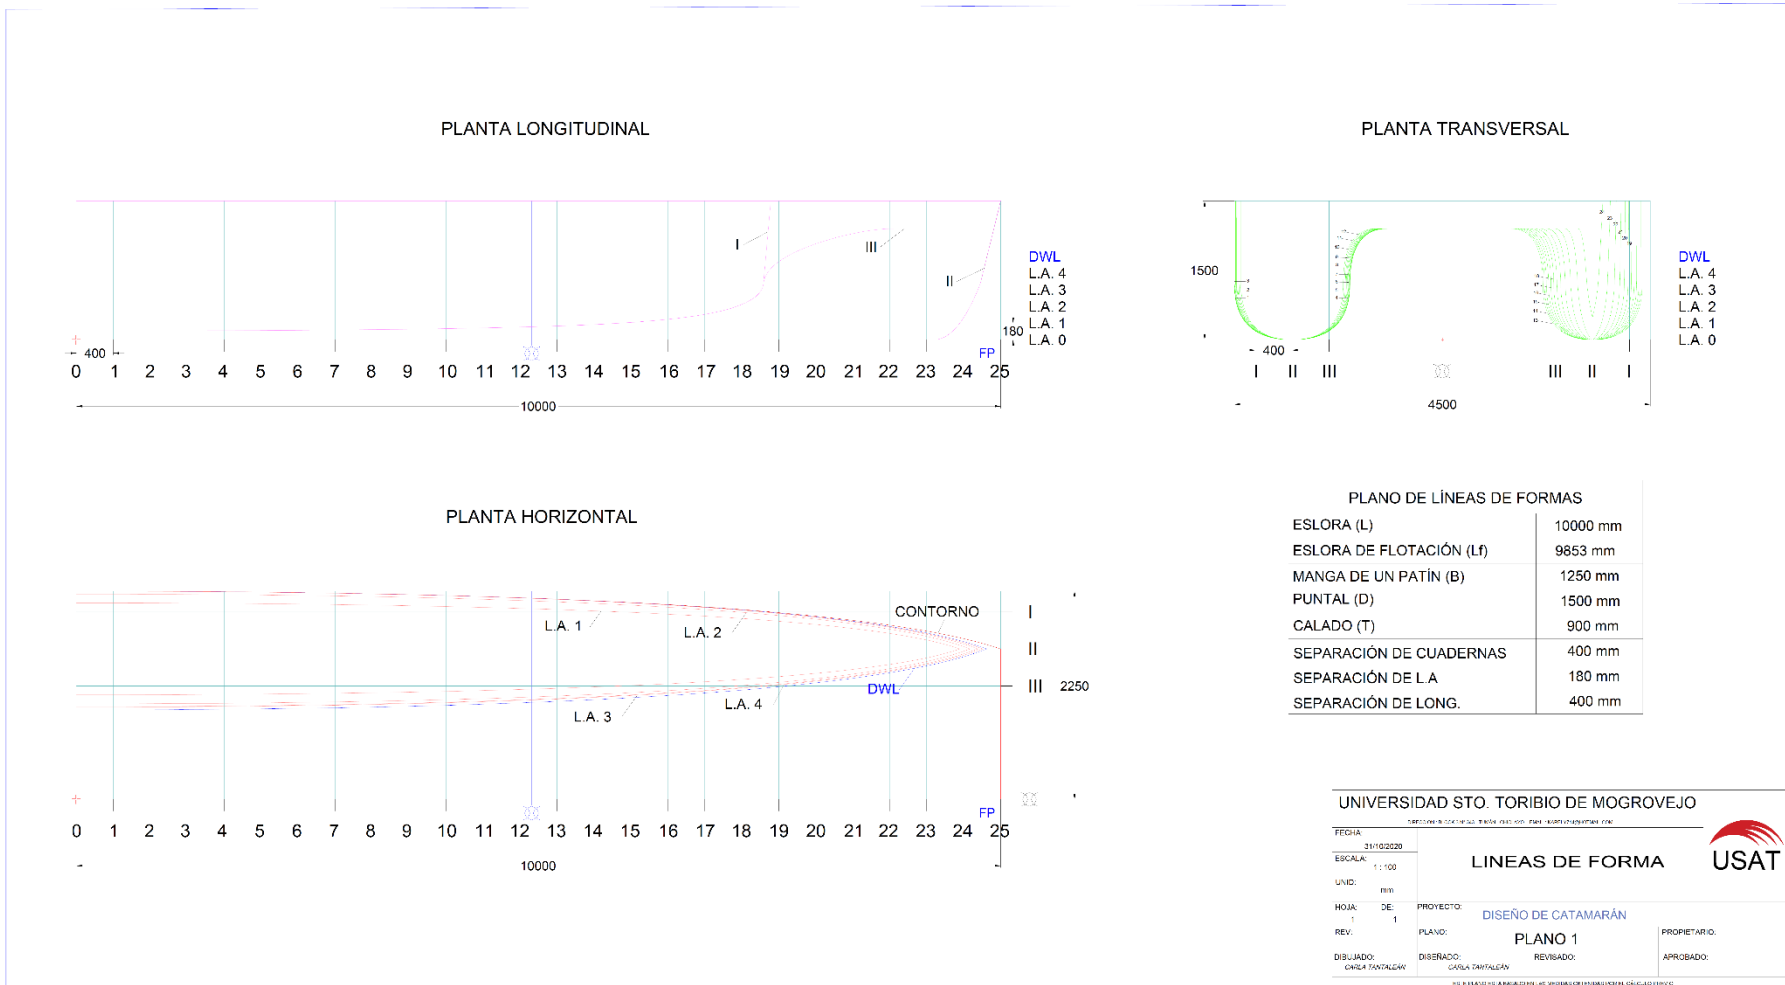 PLANTA LONGITUDINAL
I
III
II
DWL
L.A. 4
L.A. 3
L.A. 2
L.A. 1
L.A. 0
180
400
FP
0 1 2 3 4 5 6 7 8 9 10 11 12 13 14 15 16 17 18 19 20 21 22 23 24 25
10000
PLANTA TRANSVERSAL
1500
DWL
L.A. 4
L.A. 3
L.A. 2
L.A. 1
L.A. 0
400
I II III III II I
4500
PLANTA HORIZONTAL
CONTORNO
L.A. 1
L.A. 2
DWL
L.A. 3
L.A. 4
I
II
III 2250
FP
0 1 2 3 4 5 6 7 8 9 10 11 12 13 14 15 16 17 18 19 20 21 22 23 24 25
10000
PLANO DE LÍNEAS DE FORMAS
ESLORA (L) 10000 mm
ESLORA DE FLOTACIÓN (Lf) 9853 mm
MANGA DE UN PATÍN (B) 1250 mm
PUNTAL (D) 1500 mm
CALADO (T) 900 mm
SEPARACIÓN DE CUADERNAS 400 mm
SEPARACIÓN DE L.A 180 mm
SEPARACIÓN DE LONG. 400 mm
UNIVERSIDAD STO. TORIBIO DE MOGROVEJO
FECHA:
31/10/2020
ESCALA:
1 : 100
UNID:
mm
LINEAS DE FORMA
USAT
HOJA: DE:
1 1
PROYECTO:
DISEÑO DE CATAMARÁN
REV:
PLANO:
PLANO 1
PROPIETARIO:
DIBUJADO:
CARLA TANTALEÁN
DISEÑADO:
CARLA TANTALEÁN
REVISADO:
APROBADO: